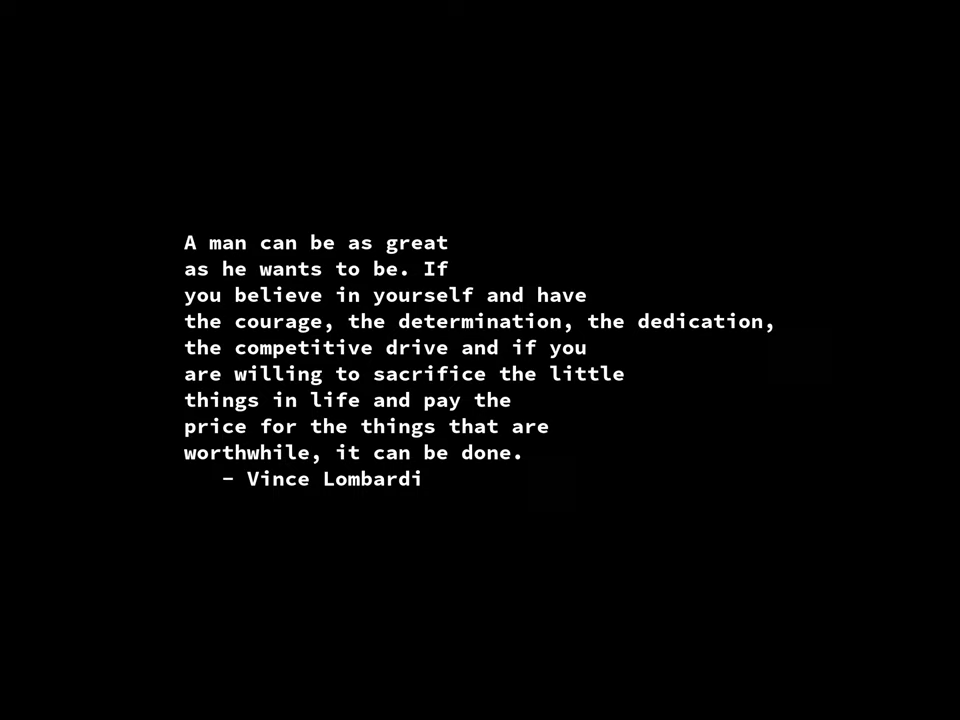 A man can be as great
as he wants to be. If
you believe in yourself and have
the courage, the determination, the dedication,
the competitive drive and if you
are willing to sacrifice the little
things in life and pay the
price for the things that are
worthwhile, it can be done.
– Vince Lombardi